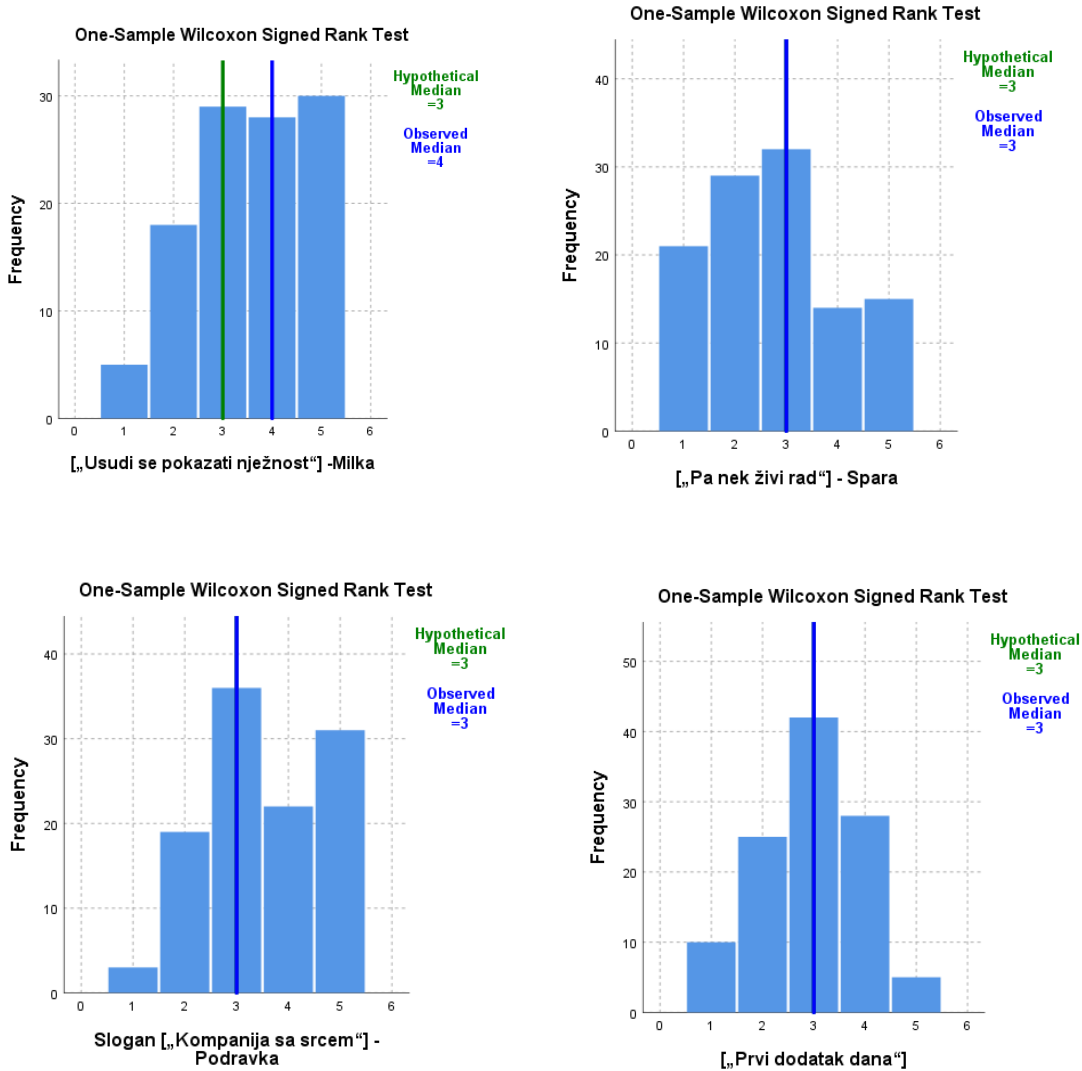 One-Sample Wilcoxon Signed Rank Test
Hypothetical
Median
=3
Observed
Median
=4
Frequency
30
20
10
0
0 1 2 3 4 5 6
[„Usudi se pokazati nježnost“] -Milka
One-Sample Wilcoxon Signed Rank Test
Hypothetical
Median
=3
Observed
Median
=3
Frequency
40
30
20
10
0
0 1 2 3 4 5 6
[„Pa nek živi rad“] - Spara
One-Sample Wilcoxon Signed Rank Test
Hypothetical
Median
=3
Observed
Median
=3
Frequency
40
30
20
10
0
0 1 2 3 4 5 6
Slogan [„Kompanija sa srcem“] -
Podravka
One-Sample Wilcoxon Signed Rank Test
Hypothetical
Median
=3
Observed
Median
=3
Frequency
50
40
30
20
10
0
0 1 2 3 4 5 6
[„Prvi dodatak dana“]